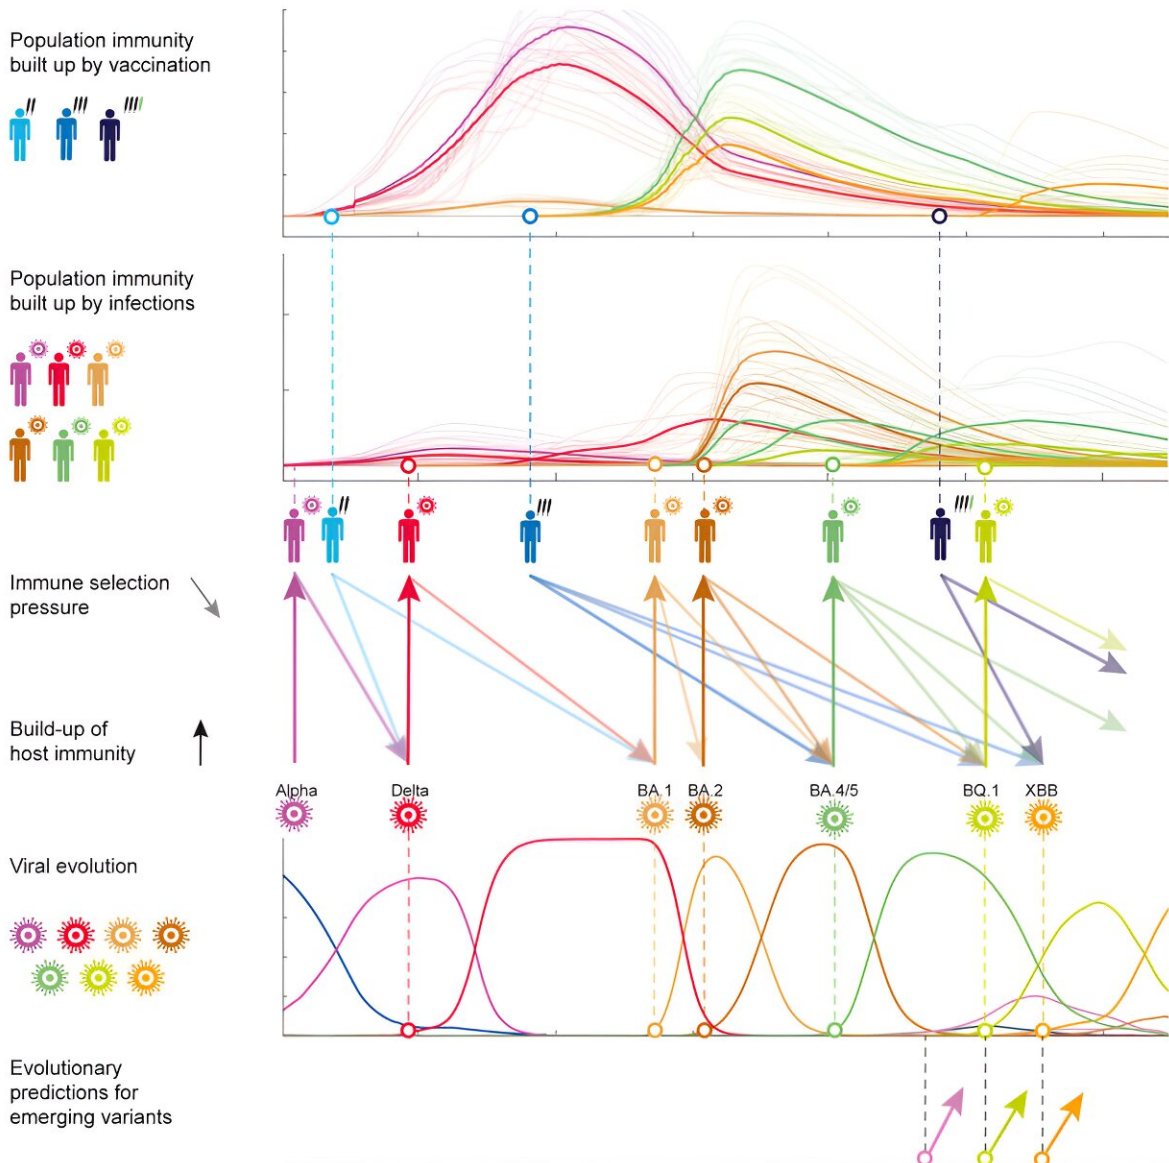 Population immunity
built up by vaccination
Population immunity
built up by infections
Immune selection
pressure
Build-up of
host immunity
Alpha
Delta
BA.1
BA.2
BA.4/5
BQ.1
XBB
Viral evolution
Evolutionary
predictions for
emerging variants